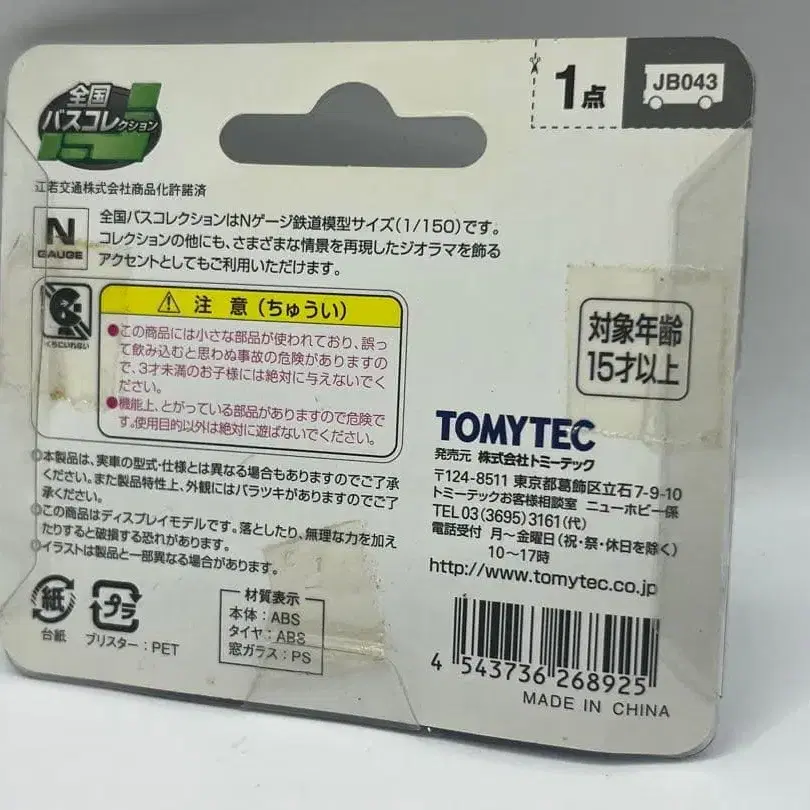 全国
バスコレクション
1点
JB043
江若交通株式会社商品化許諾済
N
GAUGE
全国バスコレクションはNゲージ鉄道模型サイズ(1/150)です。
コレクションの他にも、さまざまな情景を再現したジオラマを飾る
アクセントとしてもご利用いただけます。
くちにいれない
注意(ちゅうい)
●この商品には小さな部品が使われており、誤っ
て飲み込むと思わぬ事故の危険がありますの
で、3才未満のお子様には絶対に与えないでく
ださい。
●機能上、とがっている部品がありますので危険で
す。使用目的以外は絶対に遊ばないでください。
対象年齢
15才以上
○本製品は、実車の型式・仕様とは異なる場合もありますのでご了承
ください。また製品特性上、外観にはバラツキがありますのでご了
承ください。
○この商品はディスプレイモデルです。落としたり、無理な力を加え
たりすると破損する恐れがあります。
○イラストは製品と一部異なる場合があります。
TOMYTEC
発売元 株式会社トミーテック
〒124-8511 東京都葛飾区立石7-9-10
トミーテックお客様相談室 ニューホビー係
TEL03(3695)3161(代)
電話受付 月～金曜日(祝・祭・休日を除く)
10～17時
http://www.tomytec.co.jp
紙
台紙
プラ
ブリスター:PET
材質表示
本体:ABS
タイヤ:ABS
窓ガラス:PS
4 543736 268925
MADE IN CHINA